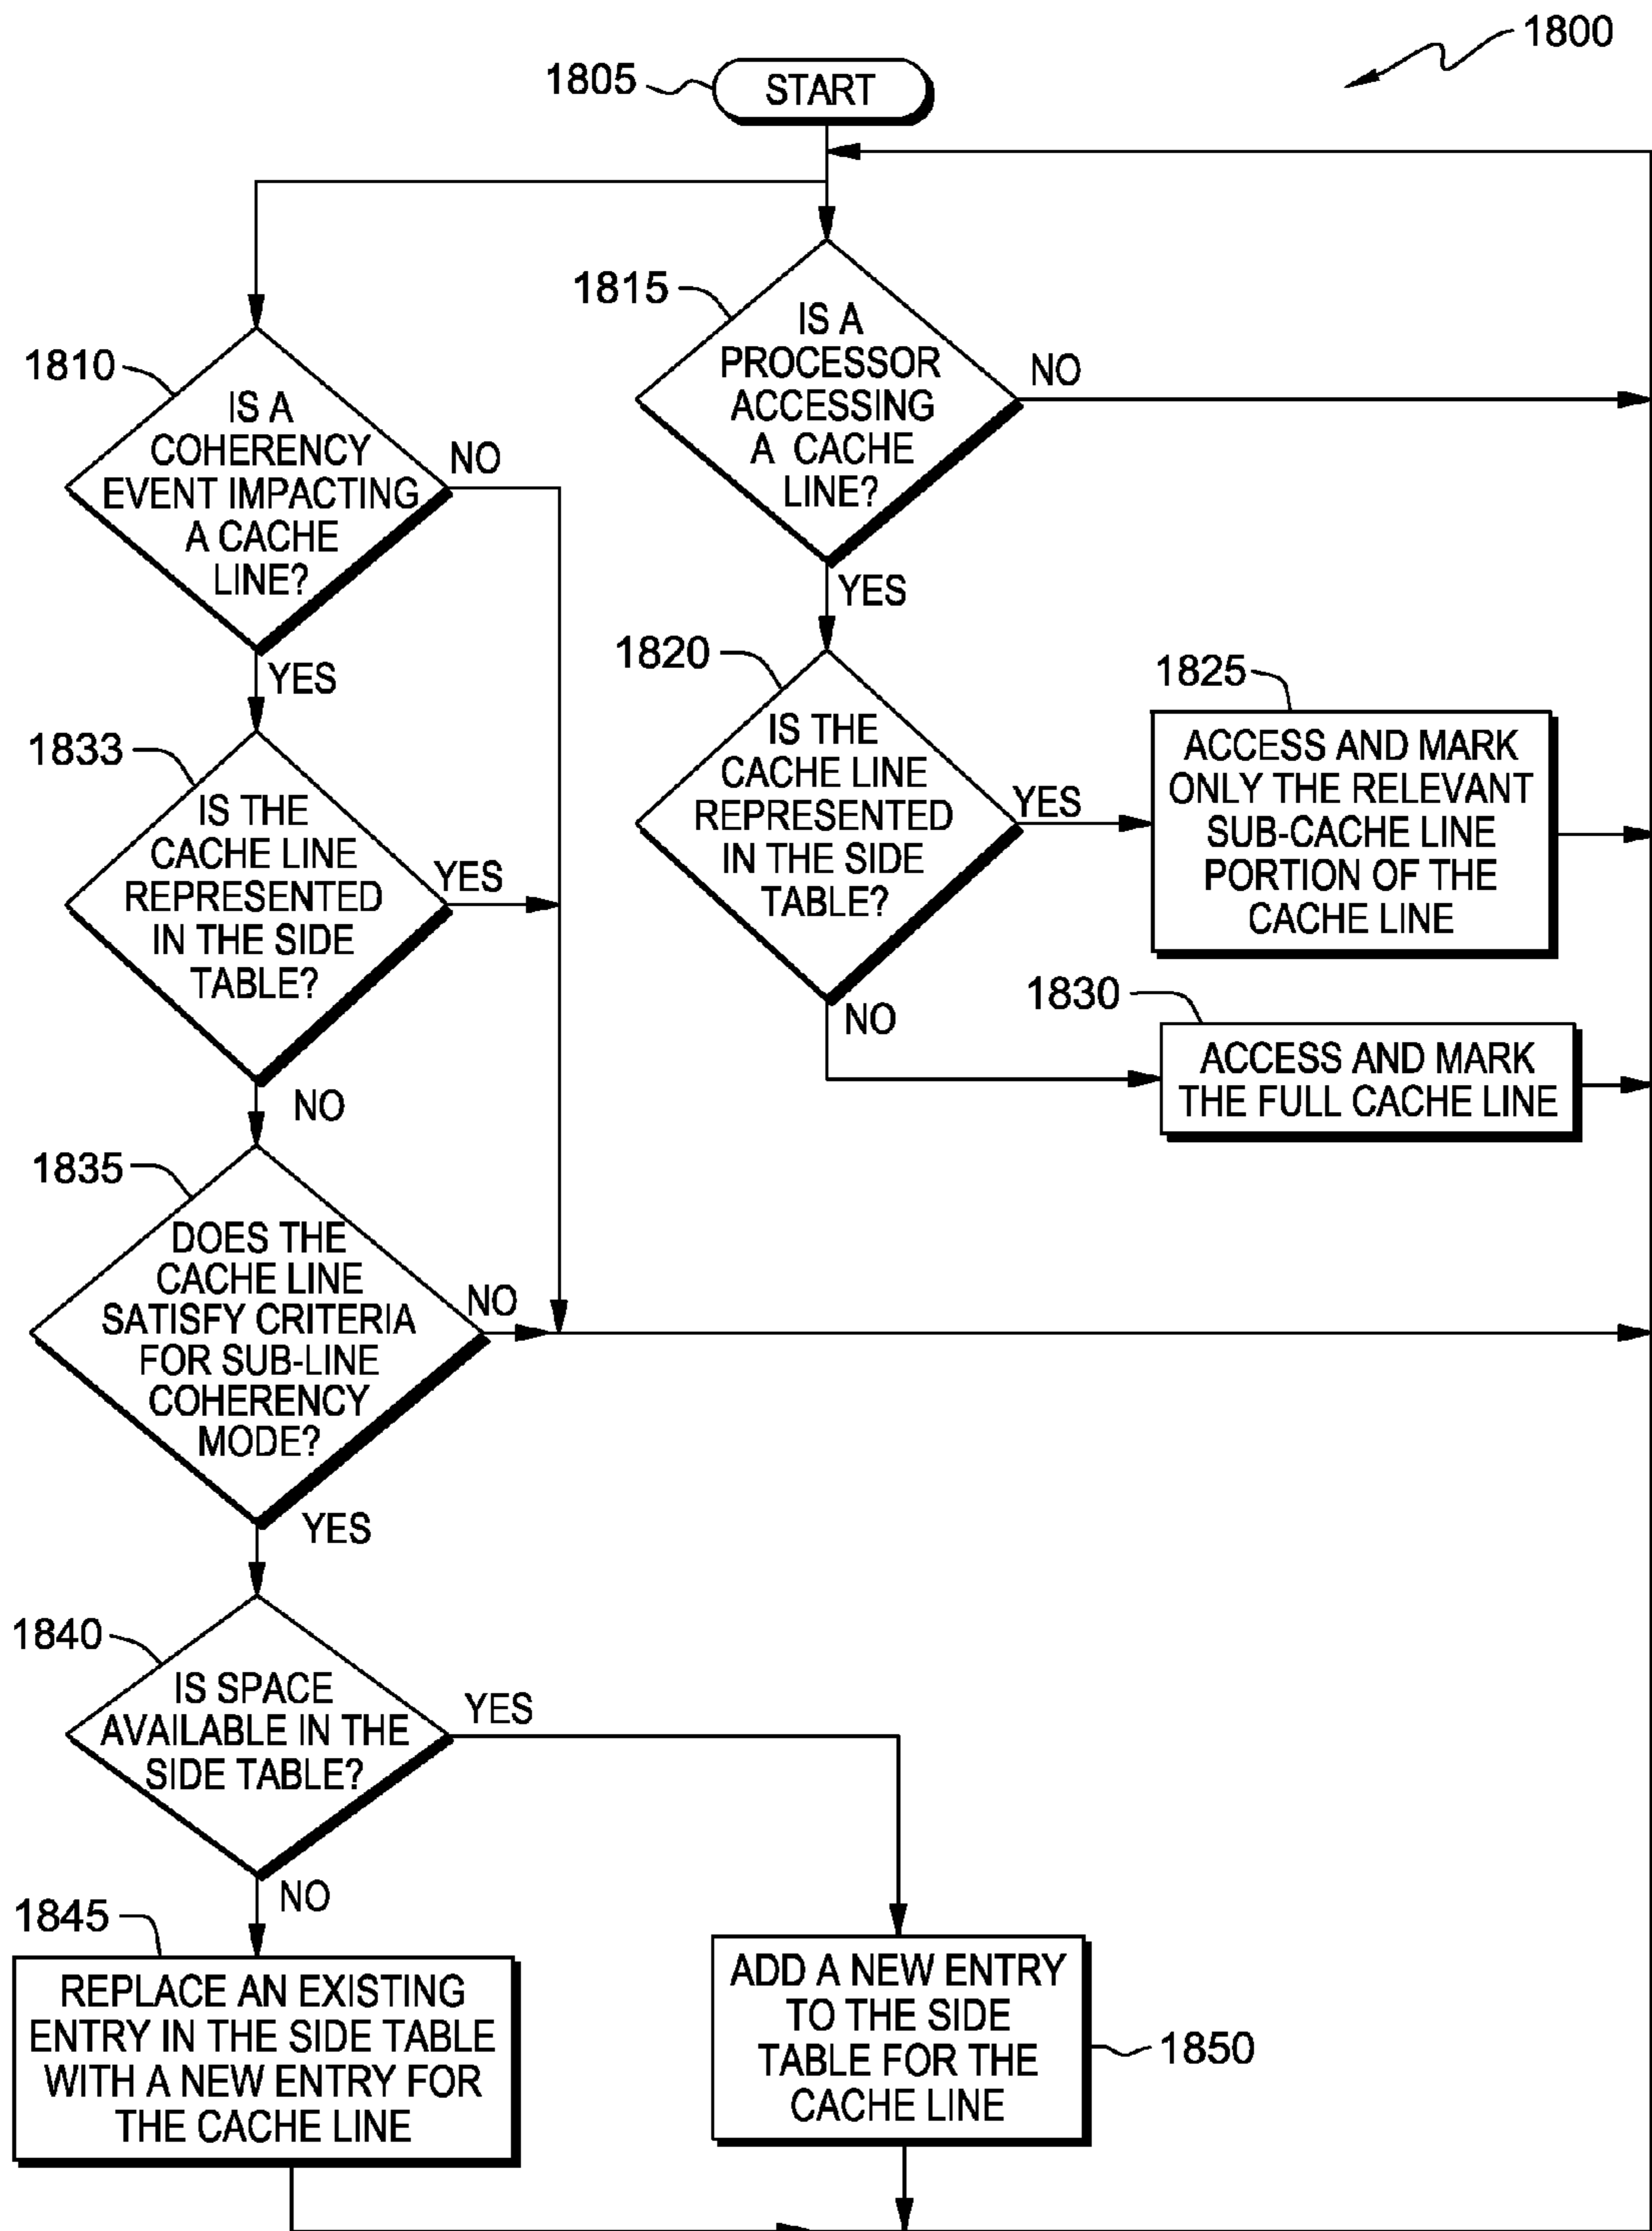 1800
1805
START
1815
IS A
PROCESSOR
ACCESSING
A CACHE
LINE?
NO
YES
1810
IS A
COHERENCY
EVENT IMPACTING
A CACHE
LINE?
NO
YES
1820
IS THE
CACHE LINE
REPRESENTED
IN THE SIDE
TABLE?
YES
NO
1825
ACCESS AND MARK
ONLY THE RELEVANT
SUB-CACHE LINE
PORTION OF THE
CACHE LINE
1830
ACCESS AND MARK
THE FULL CACHE LINE
1833
IS THE
CACHE LINE
REPRESENTED
IN THE SIDE
TABLE?
YES
NO
1835
DOES THE
CACHE LINE
SATISFY CRITERIA
FOR SUB-LINE
COHERENCY
MODE?
NO
YES
1840
IS SPACE
AVAILABLE IN THE
SIDE TABLE?
YES
NO
1845
REPLACE AN EXISTING
ENTRY IN THE SIDE TABLE
WITH A NEW ENTRY FOR
THE CACHE LINE
ADD A NEW ENTRY
TO THE SIDE
TABLE FOR THE
CACHE LINE
1850